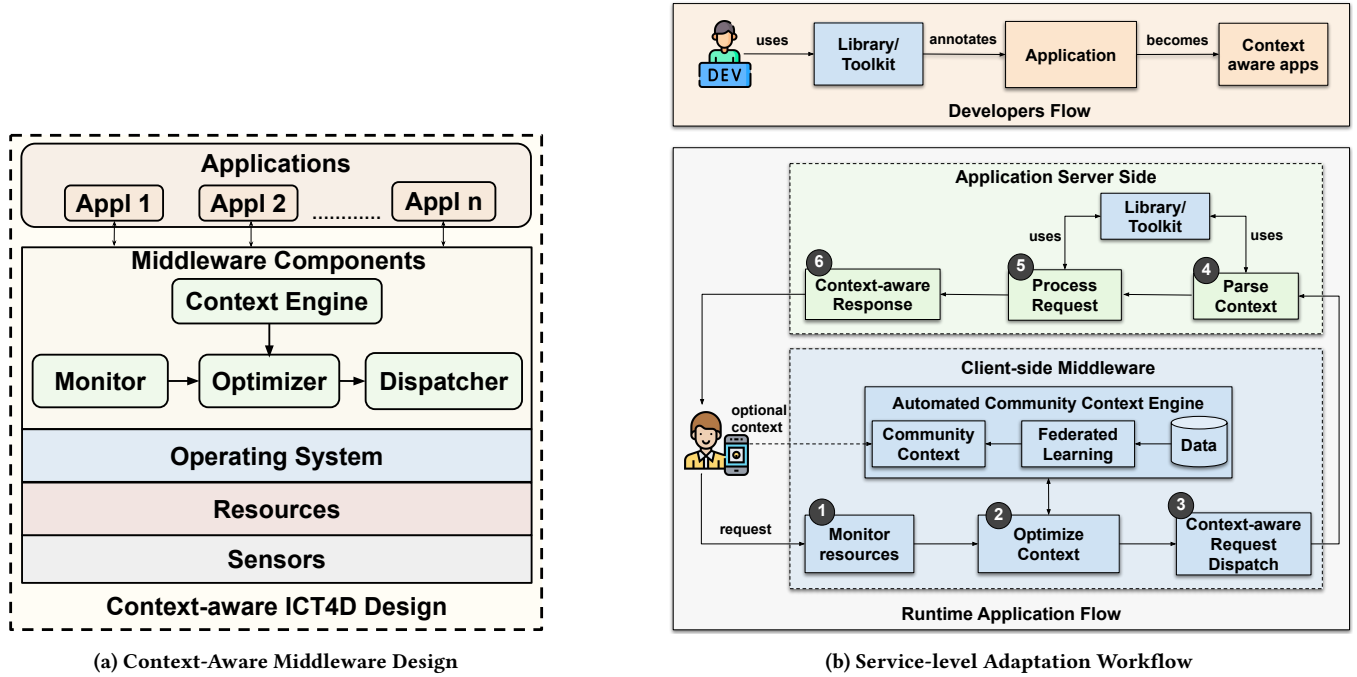 Applications
Appl 1
Appl 2
............
Appl n
Middleware Components
Context Engine
Monitor
Optimizer
Dispatcher
Operating System
Resources
Sensors
Context-aware ICT4D Design
(a) Context-Aware Middleware Design
DEV
uses
Library/
Toolkit
annotates
Application
becomes
Context
aware apps
Developers Flow
Application Server Side
Library/
Toolkit
uses
uses
6
Context-aware
Response
5
Process
Request
4
Parse
Context
Client-side Middleware
optional
context
Automated Community Context Engine
Community
Context
Federated
Learning
Data
request
1
Monitor
resources
2
Optimize
Context
3
Context-aware
Request
Dispatch
Runtime Application Flow
(b) Service-level Adaptation Workflow